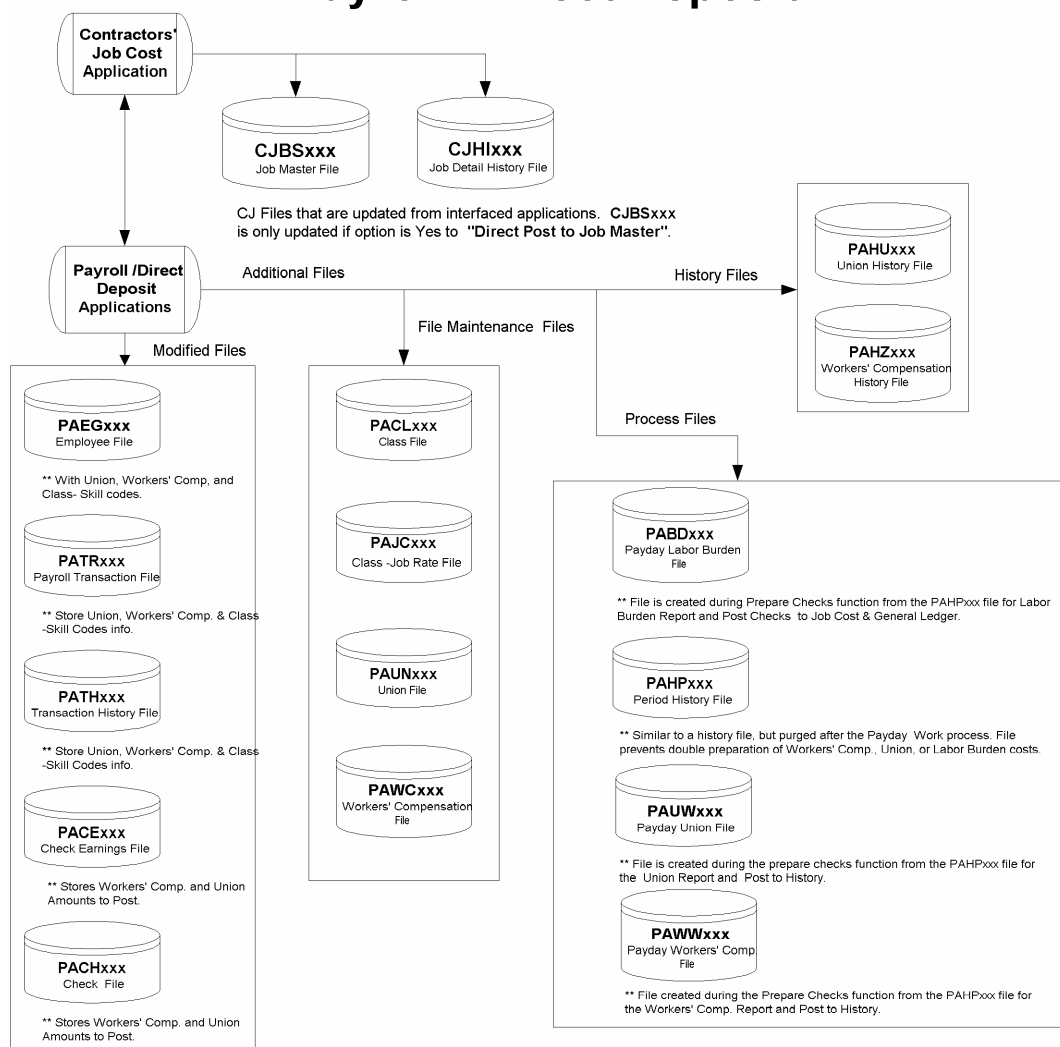 Contractors'
Job Cost
Application
CJBSxxx
Job Master File
CJHIxxx
Job Detail History File
CJ Files that are updated from interfaced applications. CJBSxxx
is only updated if option is Yes to "Direct Post to Job Master".
Payroll /Direct
Deposit
Applications
Additional Files
History Files
PAHUxxx
Union History File
PAHZxxx
Workers' Compensation
History File
Modified Files
File Maintenance Files
Process Files
PAEGxxx
Employee File
** With Union, Workers' Comp, and
Class- Skill codes.
PATRxxx
Payroll Transaction File
** Store Union, Workers' Comp. & Class
-Skill Codes info.
PATHxxx
Transaction History File
** Store Union, Workers' Comp. & Class
-Skill Codes info.
PACExxx
Check Earnings File
** Stores Workers' Comp. and Union
Amounts to Post.
PACHxxx
Check File
** Stores Workers' Comp. and Union
Amounts to Post.
PACLxxx
Class File
PAJCxxx
Class -Job Rate File
PAUNxxx
Union File
PAWCxxx
Workers' Compensation
File
PABDxxx
Payday Labor Burden
File
** File is created during Prepare Checks function from the PAHPxxx file for Labor
Burden Report and Post Checks to Job Cost & General Ledger.
PAHPxxx
Period History File
** Similar to a history file, but purged after the Payday Work process. File
prevents double preparation of Workers' Comp., Union, or Labor Burden costs.
PAUWxxx
Payday Union File
** File is created during the prepare checks function from the PAHPxxx file for
the Union Report and Post to History.
PAWWxxx
Payday Workers' Comp.
File
** File created during the Prepare Checks function from the PAHPxxx file for
the Workers' Comp. Report and Post to History.